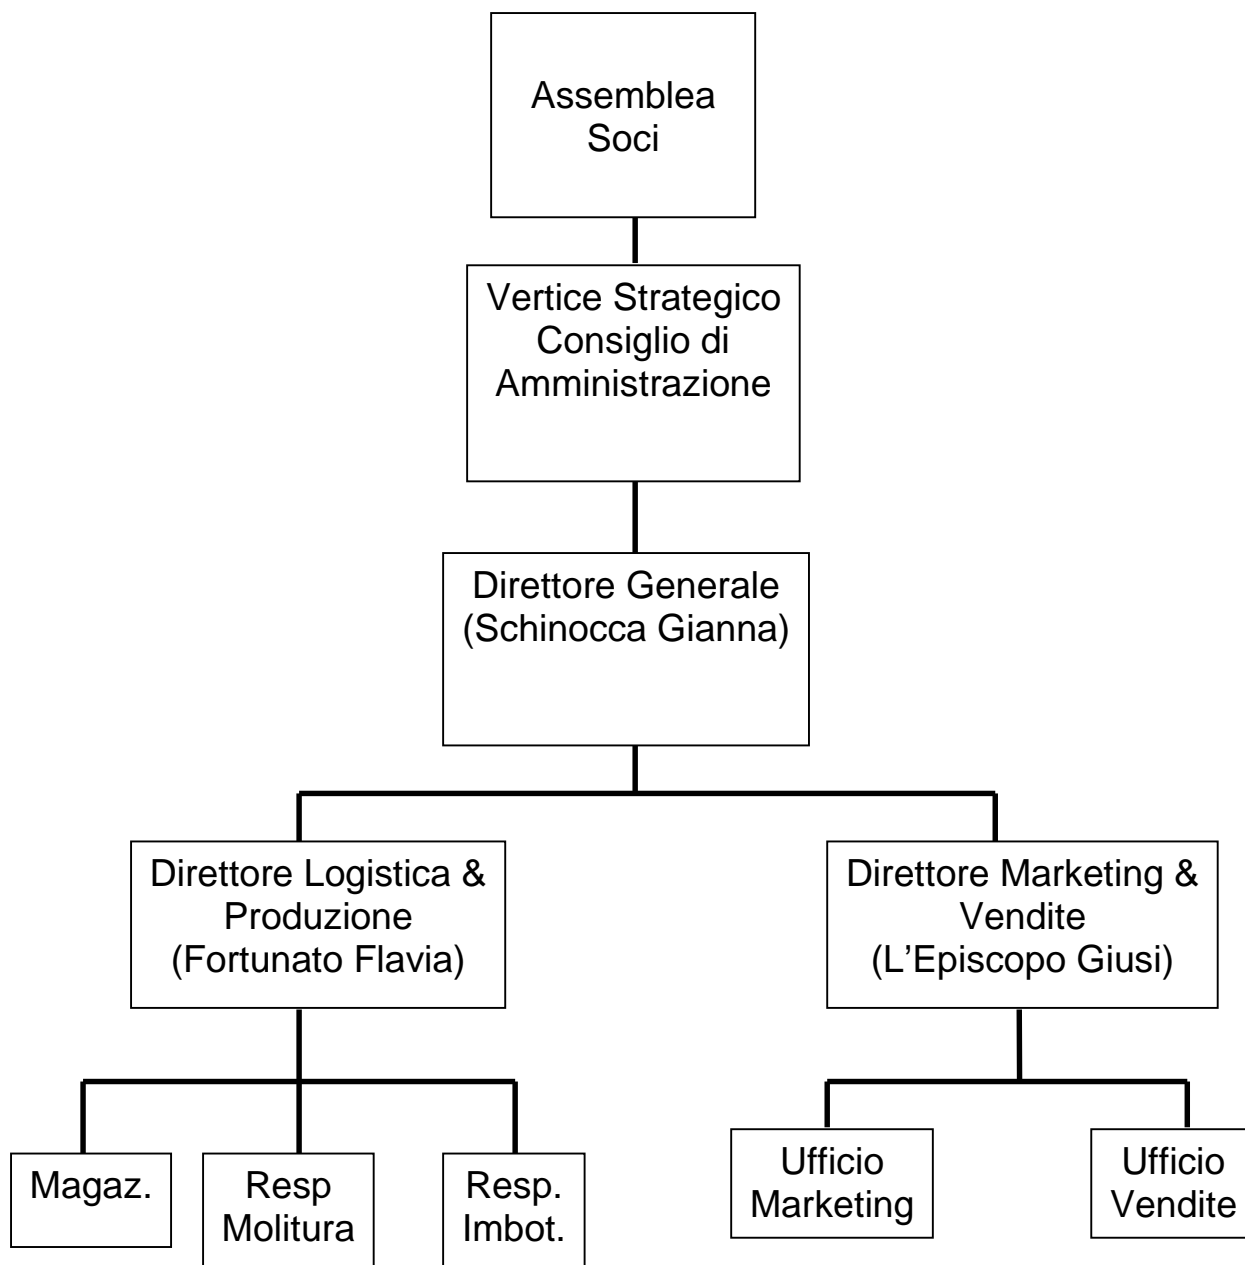 Assemblea
Soci
Vertice Strategico
Consiglio di
Amministrazione
Direttore Generale
(Schinocca Gianna)
Direttore Logistica &
Produzione
(Fortunato Flavia)
Direttore Marketing &
Vendite
(L'Episcopo Giusi)
Magaz.
Resp
Molitura
Resp.
Imbot.
Ufficio
Marketing
Ufficio
Vendite